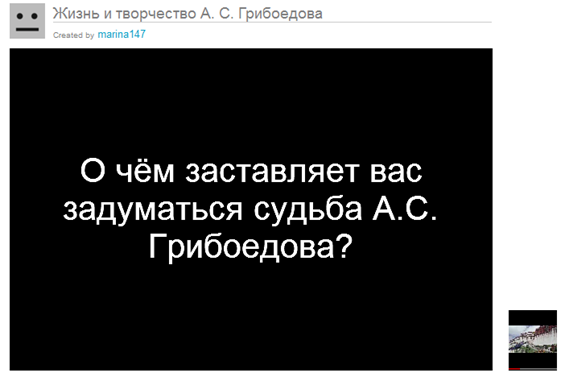 Жизнь и творчество А. С. Грибоедова
Created by marina147
О чём заставляет вас
задуматься судьба А.С.
Грибоедова?